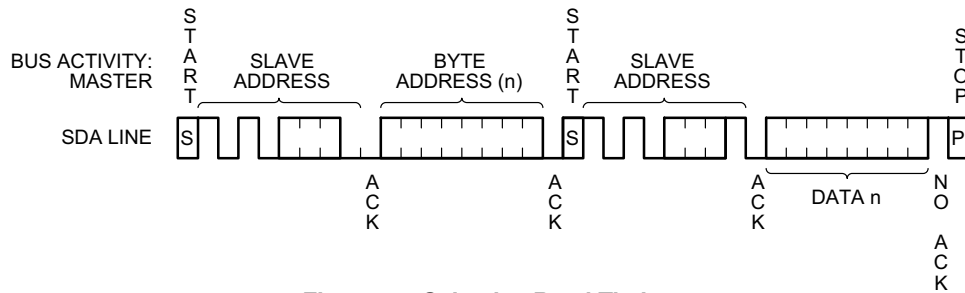 START
START
STOP
BUS ACTIVITY:
MASTER
SLAVE
ADDRESS
BYTE
ADDRESS (n)
SLAVE
ADDRESS
SDA LINE
S
S
P
ACK
ACK
ACK
DATA n
NO ACK